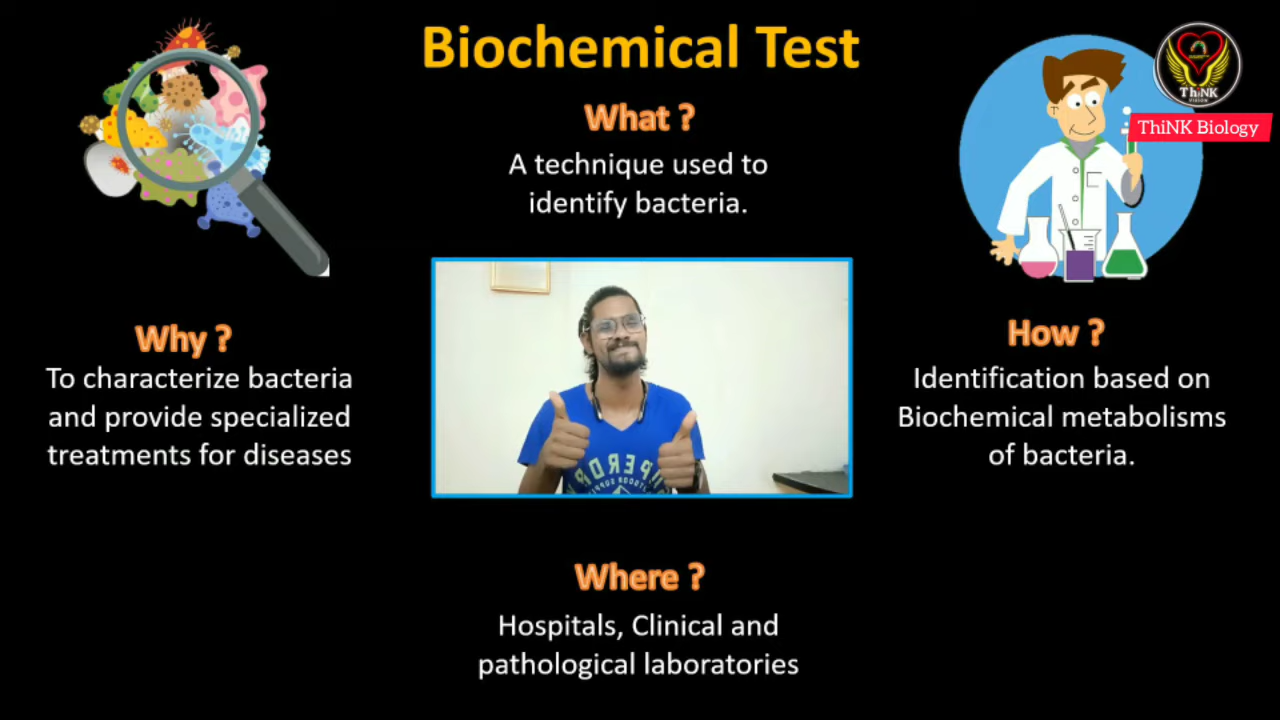 Biochemical Test
What ?
A technique used to
identify bacteria.
ThiNK
VISION
ThiNK Biology
Why ?
To characterize bacteria
and provide specialized
treatments for diseases
How ?
Identification based on
Biochemical metabolisms
of bacteria.
Where ?
Hospitals, Clinical and
pathological laboratories